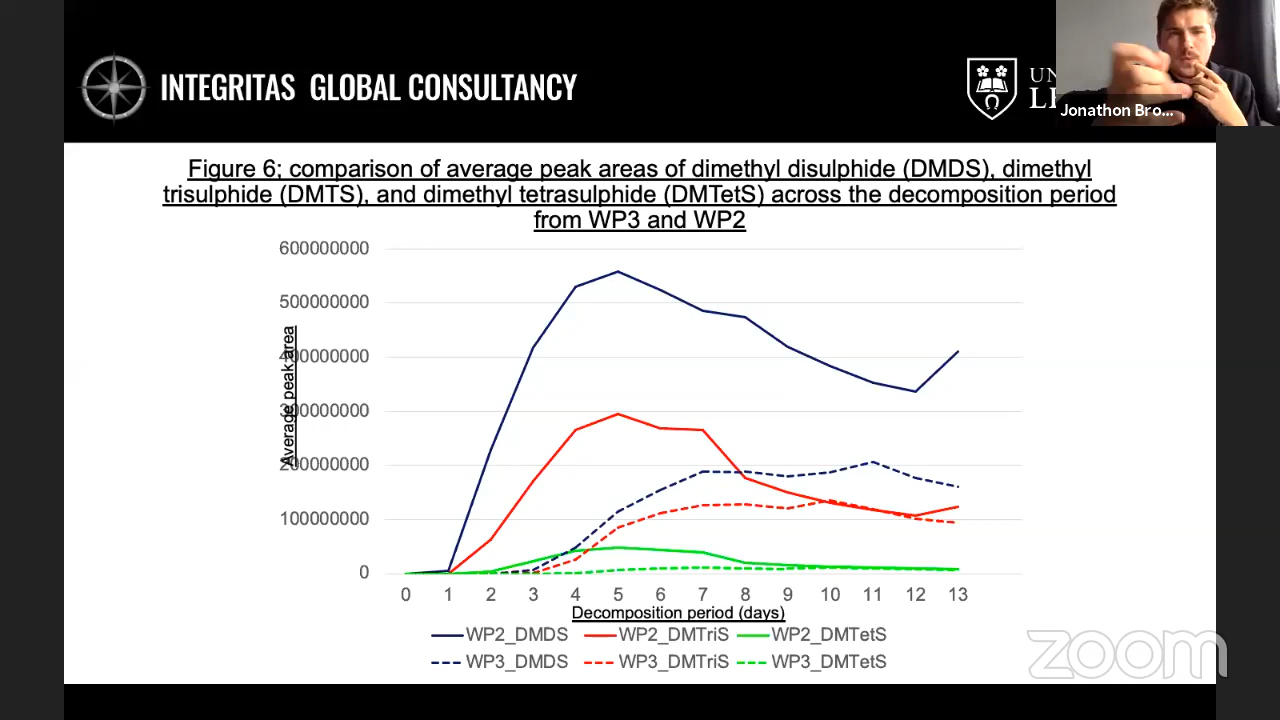 INTEGRITAS GLOBAL CONSULTANCY
UN
LE
Jonathon Bro...
Figure 6; comparison of average peak areas of dimethyl disulphide (DMDS), dimethyl
trisulphide (DMTS), and dimethyl tetrasulphide (DMTetS) across the decomposition period
from WP3 and WP2
600000000
500000000
400000000
300000000
200000000
100000000
0
Average peak area
0 1 2 3 4 5 6 7 8 9 10 11 12 13
Decomposition period (days)
WP2_DMDS WP2_DMTriS WP2_DMTetS
WP3_DMDS WP3_DMTriS WP3_DMTetS
zoom